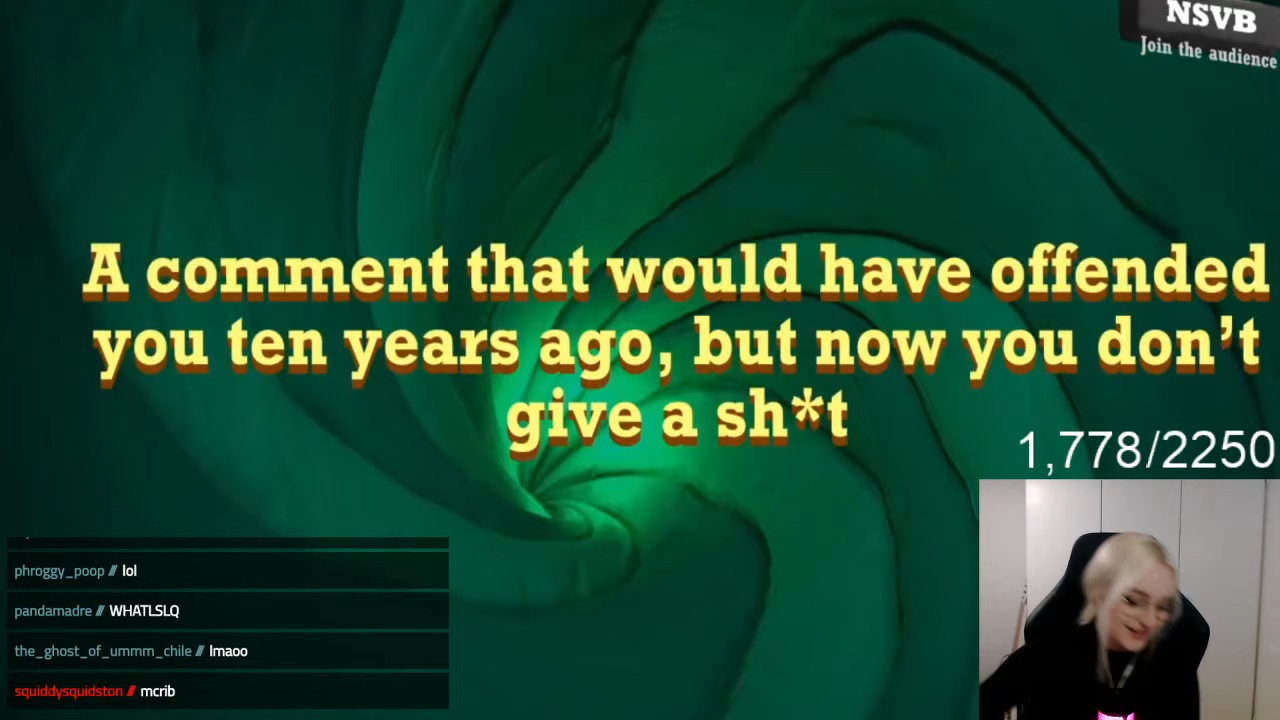 NSVB
Join the audience
A comment that would have offended
you ten years ago, but now you don't
give a sh*t
1,778/2250
phroggy_poop // lol
pandamadre // WHATLSLQ
the_ghost_of_ummm_chile // lmaoo
squiddysquidston // mcrib